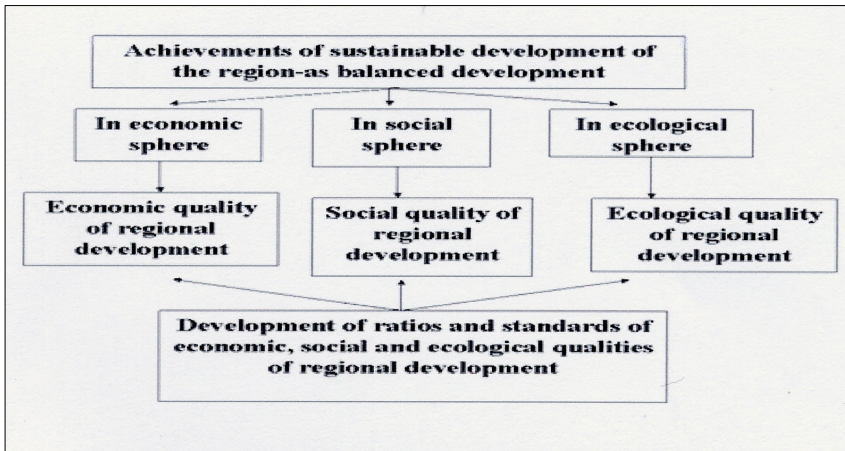 Achievements of sustainable development of
the region-as balanced development
In economic
sphere
In social
sphere
In ecological
sphere
Economic quality
of regional
development
Social quality of
regional
development
Ecological quality
of regional
development
Development of ratios and standards of
economic, social and ecological qualities
of regional development